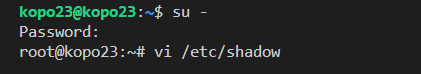 kopo23@kopo23:~$ su -
Password:
root@kopo23:~# vi /etc/shadow